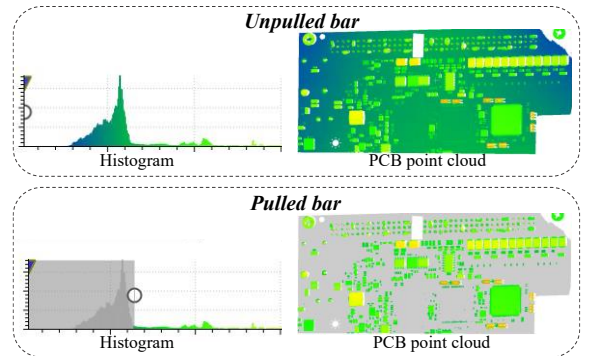 Unpulled bar
Histogram
PCB point cloud
Pulled bar
Histogram
PCB point cloud